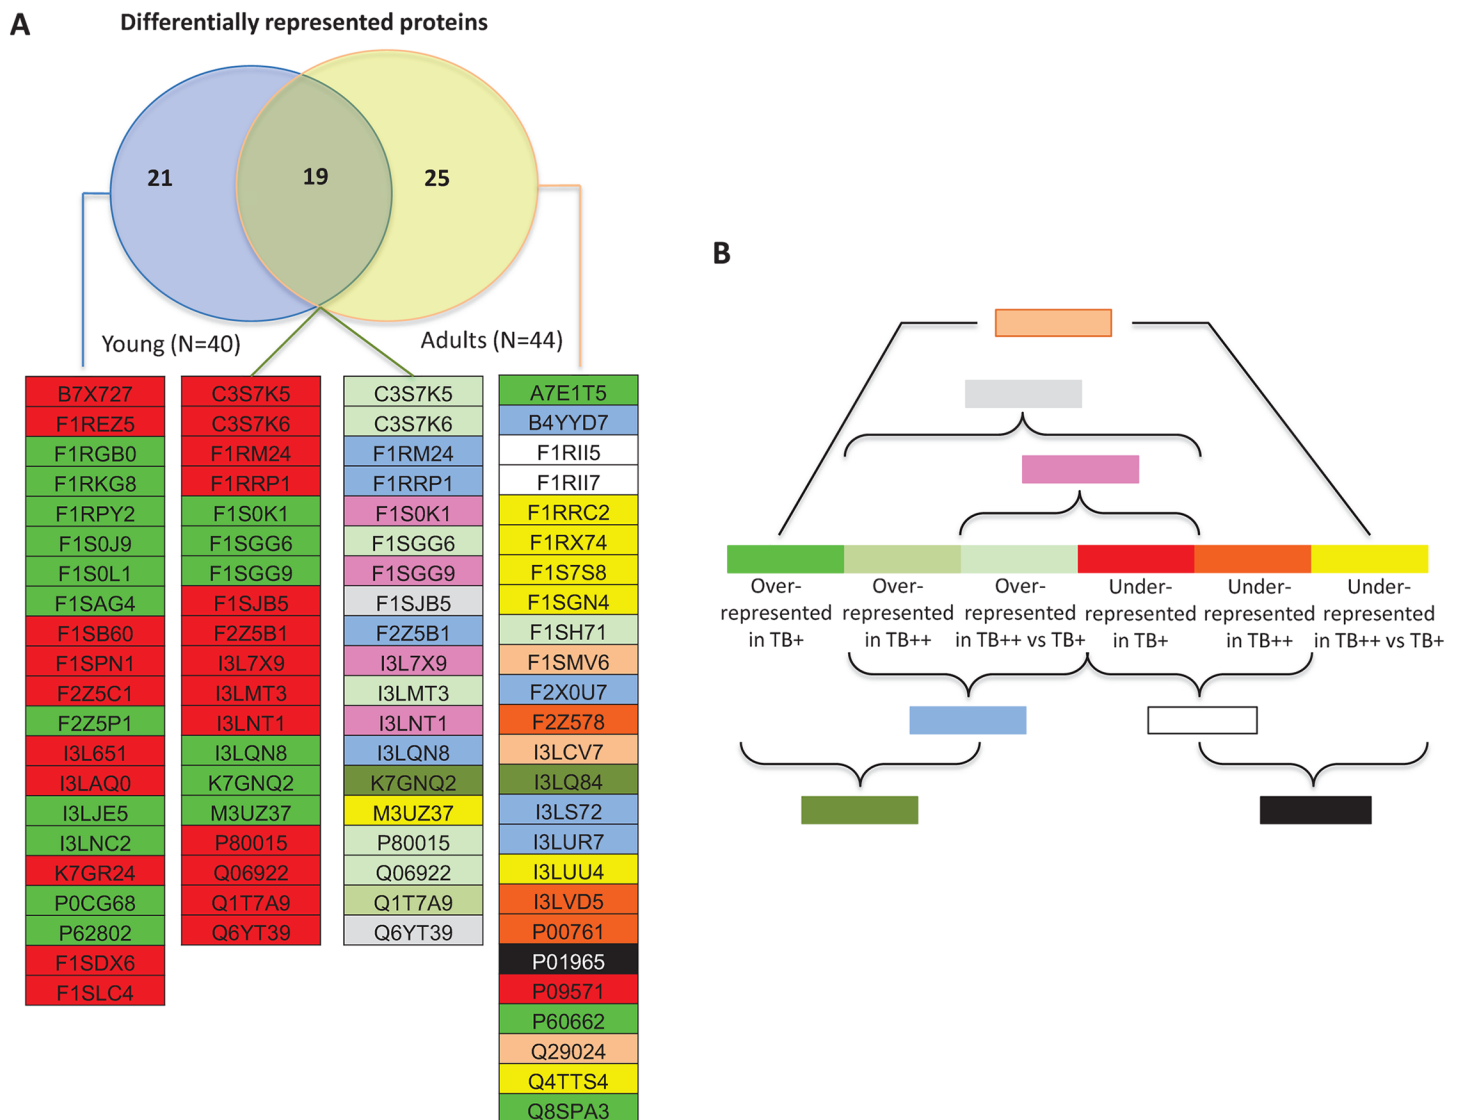 A
Differentially represented proteins
21
19
25
Young (N=40)
Adults (N=44)
B7X727
F1REZ5
F1RGB0
F1RKG8
F1RPY2
F1S0J9
F1S0L1
F1SAG4
F1SB60
F1SPN1
F2Z5C1
F2Z5P1
I3L651
I3LAQ0
I3LJE5
I3LNC2
K7GR24
P0CG68
P62802
F1SDX6
F1SLC4
C3S7K5
C3S7K6
F1RM24
F1RRP1
F1S0K1
F1SGG6
F1SGG9
F1SJB5
F2Z5B1
I3L7X9
I3LMT3
I3LNT1
I3LQN8
K7GNQ2
M3UZ37
P80015
Q06922
Q1T7A9
Q6YT39
C3S7K5
C3S7K6
F1RM24
F1RRP1
F1S0K1
F1SGG6
F1SGG9
F1SJB5
F2Z5B1
I3L7X9
I3LMT3
I3LNT1
I3LQN8
K7GNQ2
M3UZ37
P80015
Q06922
Q1T7A9
Q6YT39
A7E1T5
B4YYD7
F1RII5
F1RII7
F1RRC2
F1RX74
F1S7S8
F1SGN4
F1SH71
F1SMV6
F2X0U7
F2Z578
I3LCV7
I3LQ84
I3LS72
I3LUR7
I3LUU4
I3LVD5
P00761
P01965
P09571
P60662
Q29024
Q4TTS4
Q8SPA3
B
Over-
represented
in TB+
Over-
represented
in TB++
Over-
represented
in TB++ vs TB+
Under-
represented
in TB+
Under-
represented
in TB++
Under-
represented
in TB++ vs TB+